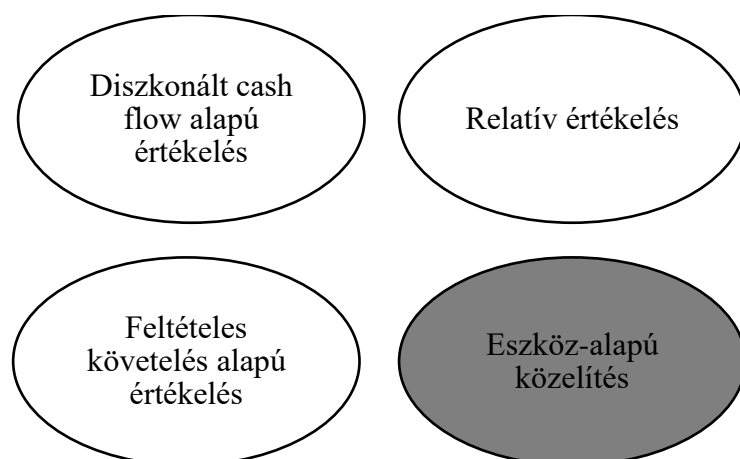 Diszkonált cash
flow alapú
értékelés
Relatív értékelés
Feltételes
követelés alapú
értékelés
Eszköz-alapú
közelítés